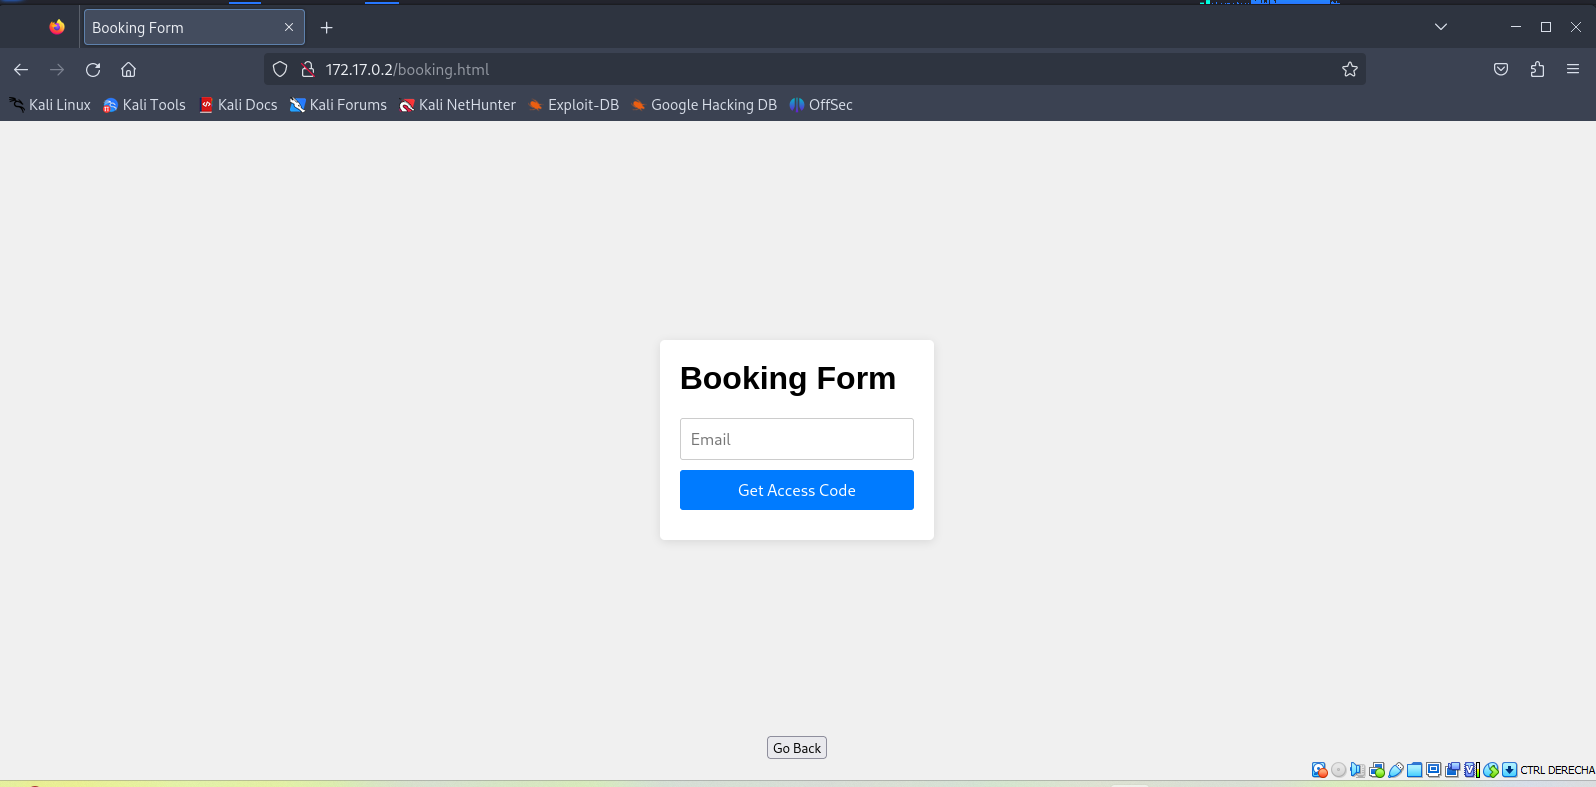 Booking Form
172.17.0.2/booking.html
Kali Linux Kali Tools Kali Docs Kali Forums Kali NetHunter Exploit-DB Google Hacking DB OffSec
Booking Form
Email
Get Access Code
Go Back
CTRL DERECHA